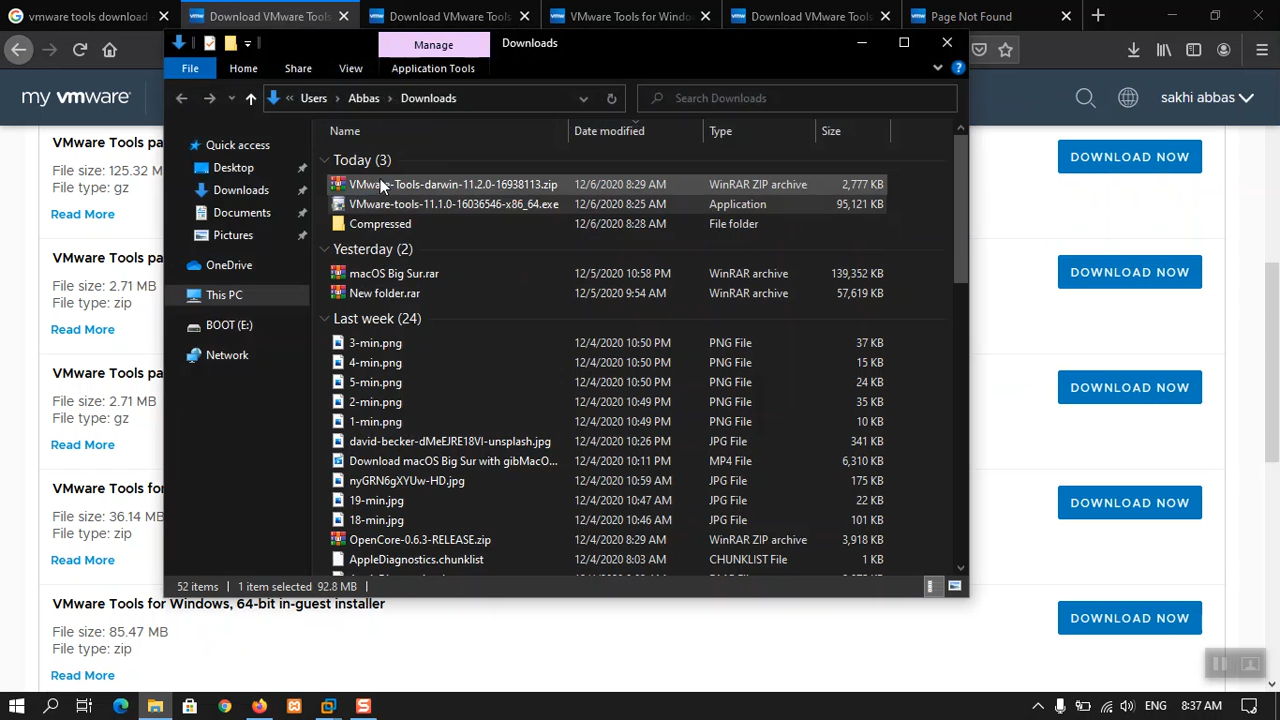 vmware tools download
Download VMware Tools
Download VMware Tools
VMware Tools for Windo
Download VMware Tools
Page Not Found
Manage
Downloads
File
Home
Share
View
Application Tools
Users
Abbas
Downloads
Search Downloads
my vmware
sakhi abbas
Name
Date modified
Type
Size
Quick access
Desktop
Downloads
Documents
Pictures
OneDrive
This PC
BOOT (E:)
Network
Today (3)
VMware-Tools-darwin-11.2.0-16938113.zip 12/6/2020 8:29 AM WinRAR ZIP archive 2,777 KB
VMware-tools-11.1.0-16036546-x86_64.exe 12/6/2020 8:25 AM Application 95,121 KB
Compressed 12/6/2020 8:28 AM File folder
Yesterday (2)
macOS Big Sur.rar 12/5/2020 10:58 PM WinRAR archive 139,352 KB
New folder.rar 12/5/2020 9:54 AM WinRAR archive 57,619 KB
Last week (24)
3-min.png 12/4/2020 10:50 PM PNG File 37 KB
4-min.png 12/4/2020 10:50 PM PNG File 15 KB
5-min.png 12/4/2020 10:50 PM PNG File 24 KB
2-min.png 12/4/2020 10:49 PM PNG File 35 KB
1-min.png 12/4/2020 10:49 PM PNG File 10 KB
david-becker-dMeEJRE18VI-unsplash.jpg 12/4/2020 10:26 PM JPG File 341 KB
Download macOS Big Sur with gibMacO... 12/4/2020 10:11 PM MP4 File 6,310 KB
nyGRN6gXYUw-HD.jpg 12/4/2020 10:59 AM JPG File 175 KB
19-min.jpg 12/4/2020 10:50 AM JPG File 22 KB
18-min.jpg 12/4/2020 10:46 AM JPG File 101 KB
OpenCore-0.6.3-RELEASE.zip 12/4/2020 8:29 AM WinRAR ZIP archive 3,918 KB
AppleDiagnostics.chunklist 12/4/2020 8:03 AM CHUNKLIST File 1 KB
52 items
1 item selected 92.8 MB
VMware Tools pa
File size: 125.32 M
File type: gz
Read More
DOWNLOAD NOW
VMware Tools pa
File size: 2.71 MB
File type: zip
Read More
DOWNLOAD NOW
VMware Tools pa
File size: 2.71 MB
File type: gz
Read More
DOWNLOAD NOW
VMware Tools fo
File size: 36.14 MB
File type: zip
Read More
DOWNLOAD NOW
VMware Tools for Windows, 64-bit in-guest installer
File size: 85.47 MB
File type: zip
Read More
DOWNLOAD NOW
ENG
8:37 AM